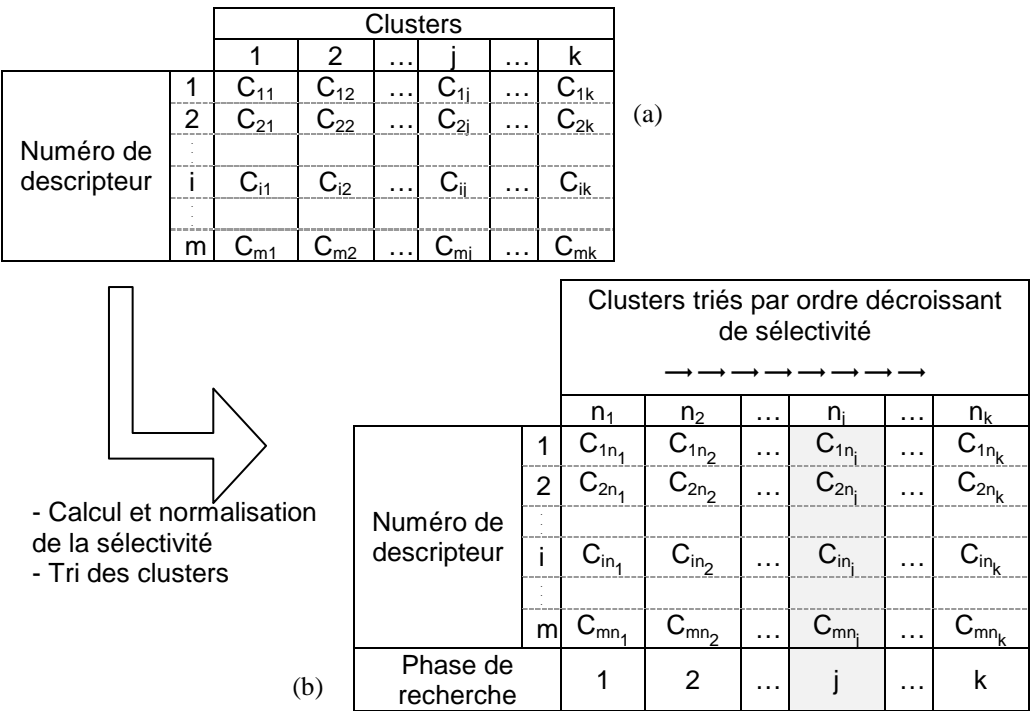 Clusters
1 2 … j … k
1 C11 C12 … C1j … C1k
2 C21 C22 … C2j … C2k
(a)
Numéro de
descripteur
i Ci1 Ci2 … Cij … Cik
m Cm1 Cm2 … Cmj … Cmk
Clusters triés par ordre décroissant
de sélectivité
→ → → → → → → →
n1 n2 … nj … nk
1 C1n1 C1n2 … C1nj … C1nk
2 C2n1 C2n2 … C2nj … C2nk
- Calcul et normalisation
de la sélectivité
- Tri des clusters
Numéro de
descripteur
i Cin1 Cin2 … Cinj … Cink
m Cmn1 Cmn2 … Cmnj … Cmnk
(b)
Phase de
recherche
1 2 … j … k